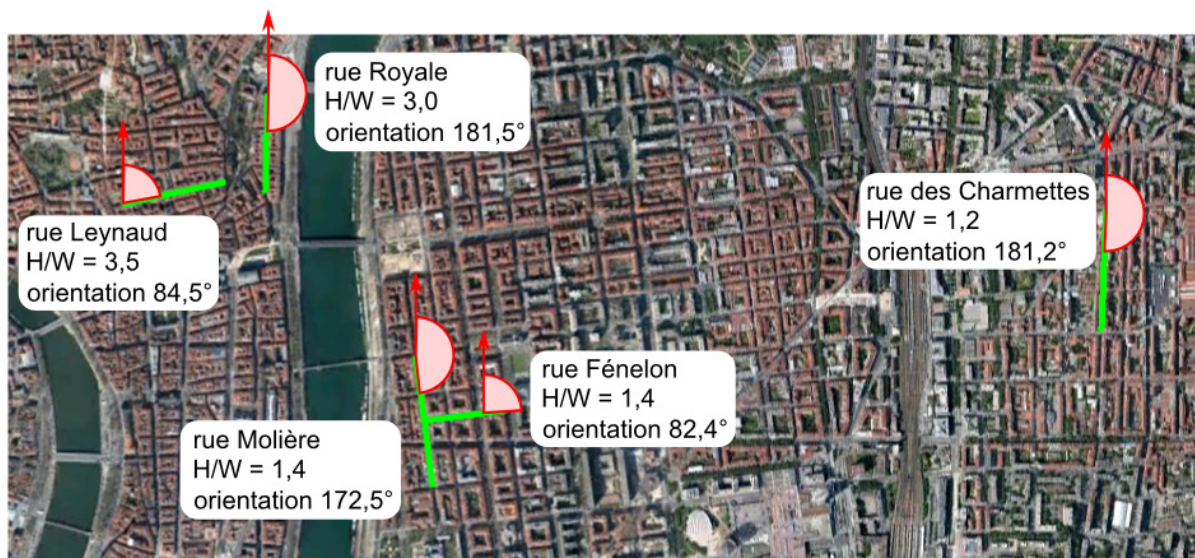 rue Royale
H/W = 3,0
orientation 181,5°
rue Leynaud
H/W = 3,5
orientation 84,5°
rue des Charmettes
H/W = 1,2
orientation 181,2°
rue Fénelon
H/W = 1,4
orientation 82,4°
rue Molière
H/W = 1,4
orientation 172,5°